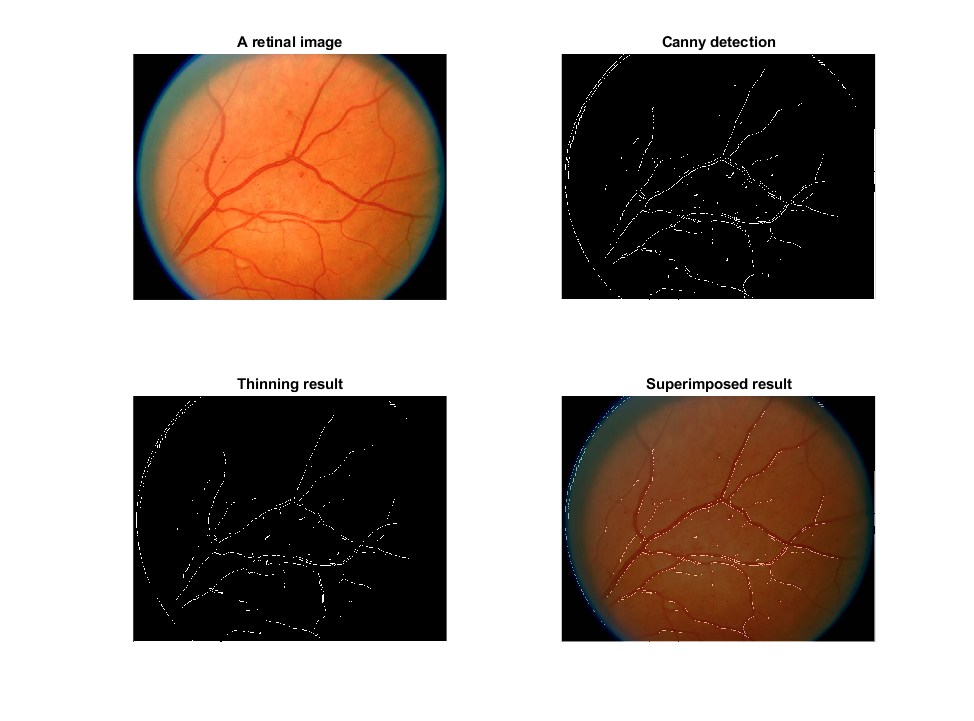 A retinal image
Canny detection
Thinning result
Superimposed result